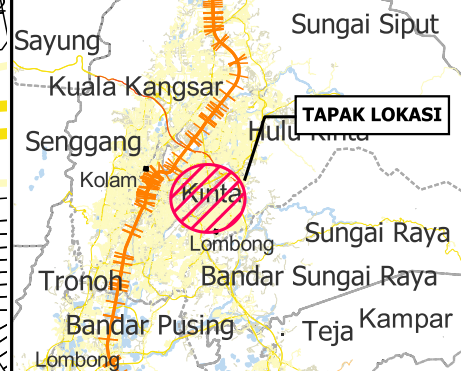 Sungai Siput
Sayung
Kuala Kangsar
TAPAK LOKASI
Hulu Kinta
Senggang
Kolam
Kinta
Sungai Raya
Lombong
Bandar Sungai Raya
Tronoh
Bandar Pusing
Teja
Kampar
Lombong